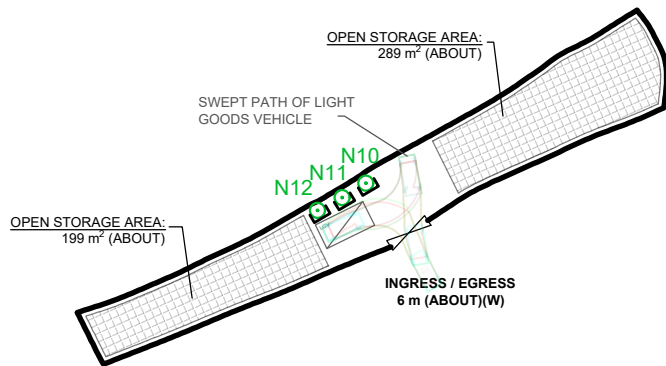 OPEN STORAGE AREA:
289 m² (ABOUT)
SWEPT PATH OF LIGHT
GOODS VEHICLE
N10
N11
N12
OPEN STORAGE AREA:
199 m² (ABOUT)
INGRESS / EGRESS
6 m (ABOUT)(W)